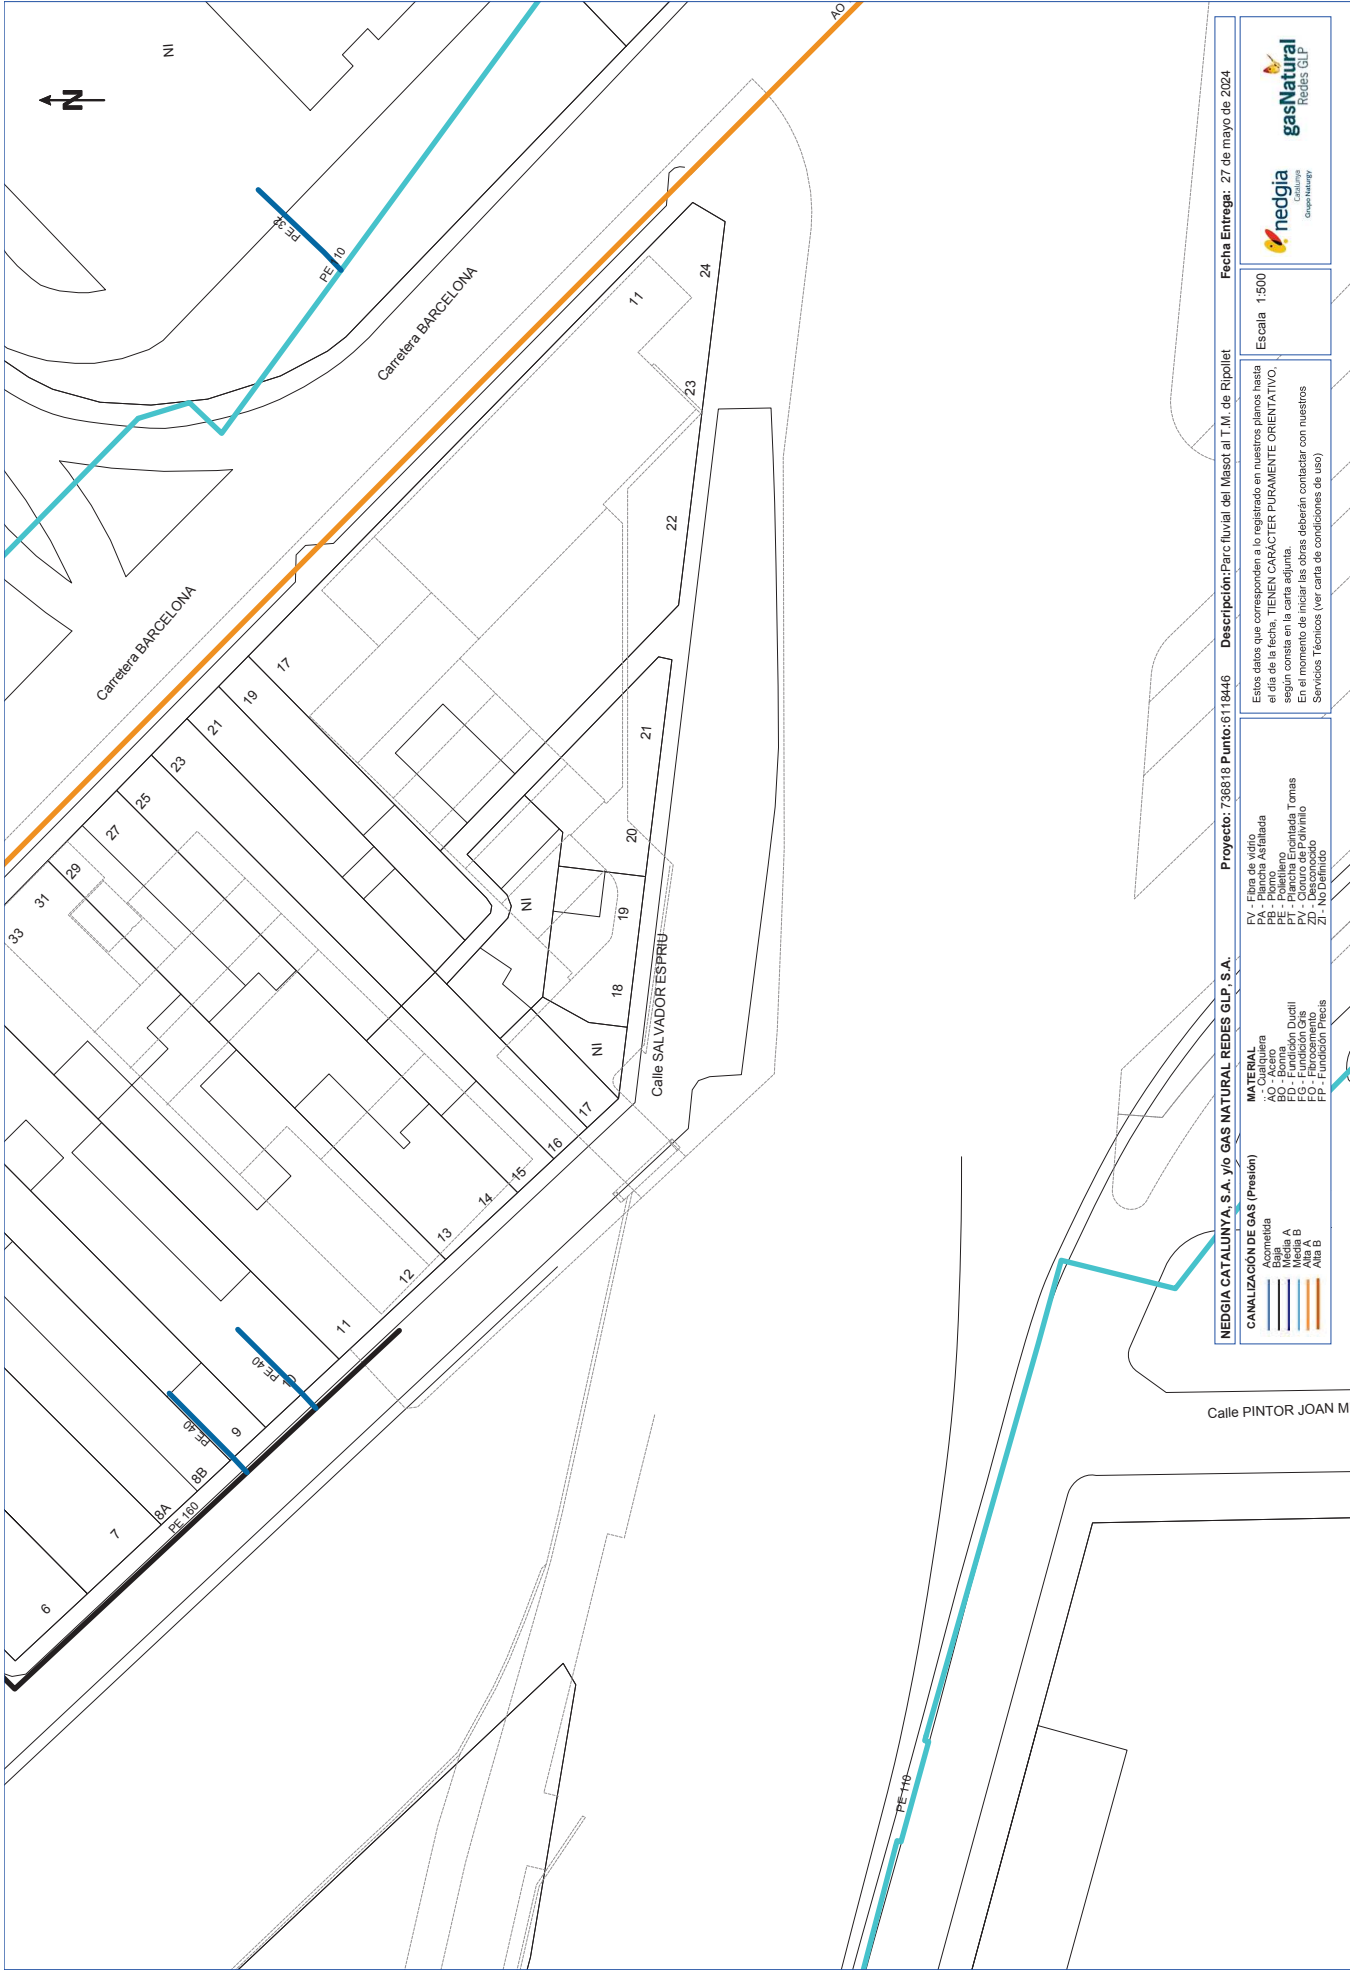 N
NI
AO
PE 32
PE 110
Carretera BARCELONA
Carretera BARCELONA
11
24
23
22
17
19
21
23
25
27
29
31
33
21
20
19
18
NI
NI
Calle SALVADOR ESPRIU
17
16
15
14
13
12
11
PE 40
PE 40
9
8B
8A
PE 160
7
6
PE 110
Calle PINTOR JOAN M
NEDGIA CATALUNYA, S.A. y/o GAS NATURAL REDES GLP, S.A.
Proyecto: 736818 Punto:6118446
Descripción:Parc fluvial del Masot al T.M. de Ripollet
Fecha Entrega: 27 de mayo de 2024
CANALIZACIÓN DE GAS (Presión)
Acometida
Baja
Media A
Media B
Alta A
Alta B
MATERIAL
.. - Cualquiera
AO - Acero
BO - Bonna
FD - Fundición Ductil
FG - Fundición Gris
FO - Fibrocemento
FP - Fundición Precis
FV - Fibra de vidrio
PA - Plancha Asfaltada
PB - Plomo
PE - Polietileno
PT - Plancha Encintada Tomas
PV - Cloruro de Polivinilo
ZD - Desconocido
ZI - No Definido
Estos datos que corresponden a lo registrado en nuestros planos hasta
el día de la fecha, TIENEN CARÁCTER PURAMENTE ORIENTATIVO,
según consta en la carta adjunta.
En el momento de iniciar las obras deberán contactar con nuestros
Servicios Técnicos (ver carta de condiciones de uso)
Escala 1:500
nedgia
Catalunya
Grupo Naturgy
gasNatural
Redes GLP